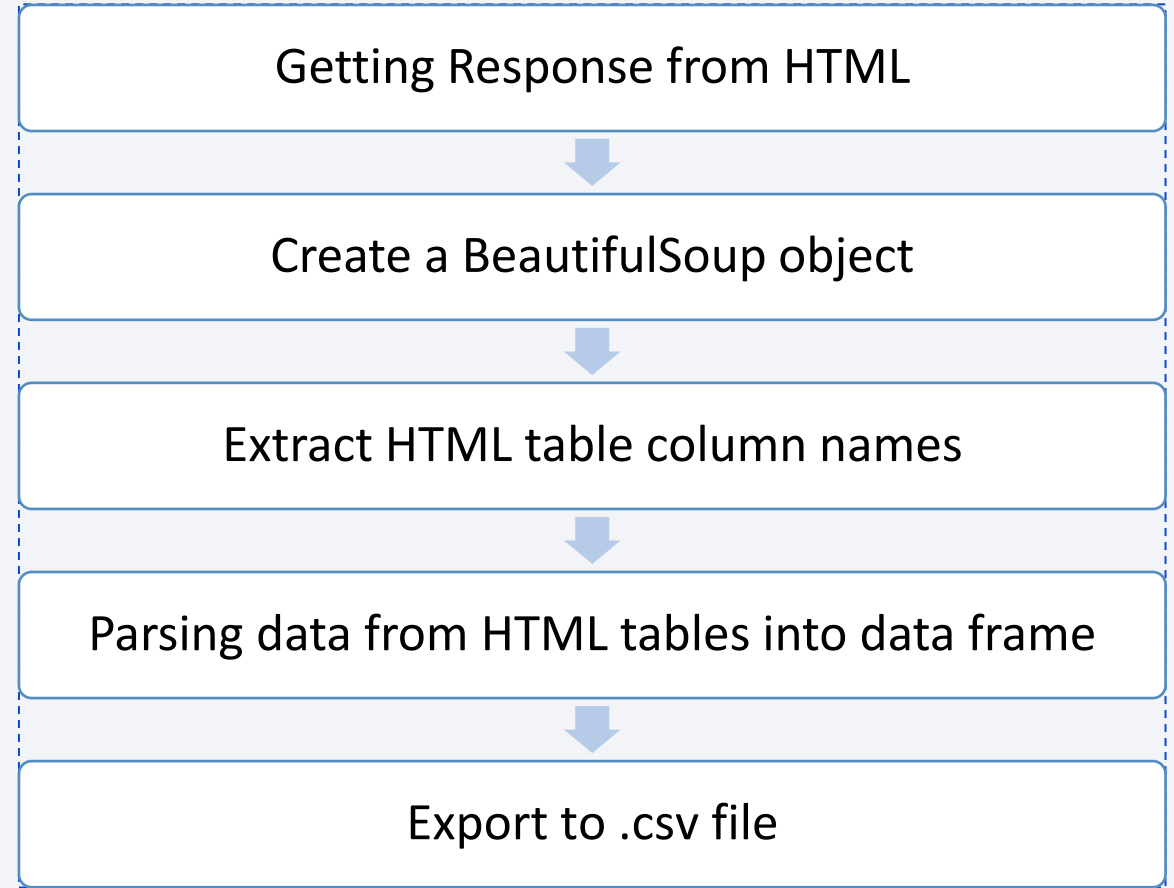 Getting Response from HTML
Create a BeautifulSoup object
Extract HTML table column names
Parsing data from HTML tables into data frame
Export to .csv file